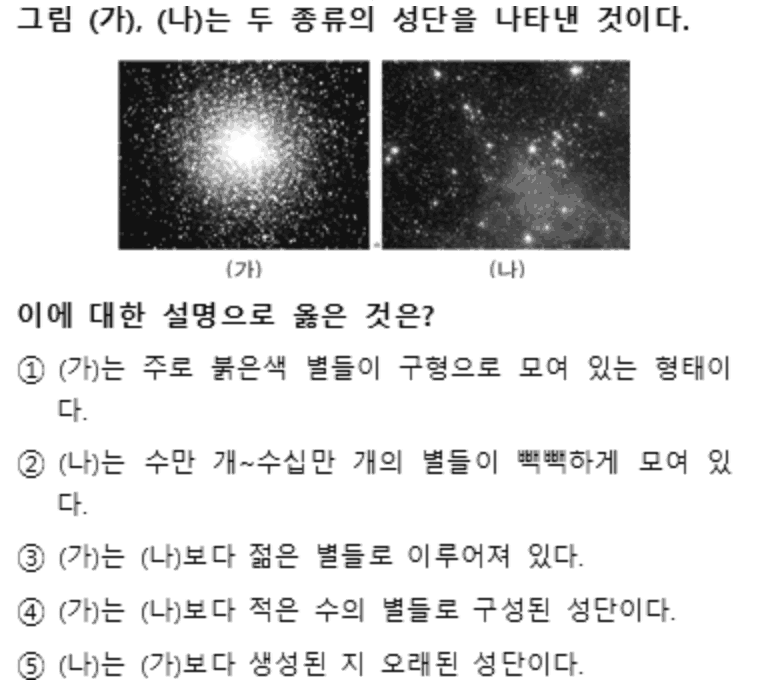 그림 (가), (나)는 두 종류의 성단을 나타낸 것이다.
(가) (나)
이에 대한 설명으로 옳은 것은?
① (가)는 주로 붉은색 별들이 구형으로 모여 있는 형태이
다.
② (나)는 수만 개~수십만 개의 별들이 빽빽하게 모여 있
다.
③ (가)는 (나)보다 젊은 별들로 이루어져 있다.
④ (가)는 (나)보다 적은 수의 별들로 구성된 성단이다.
⑤ (나)는 (가)보다 생성된 지 오래된 성단이다.